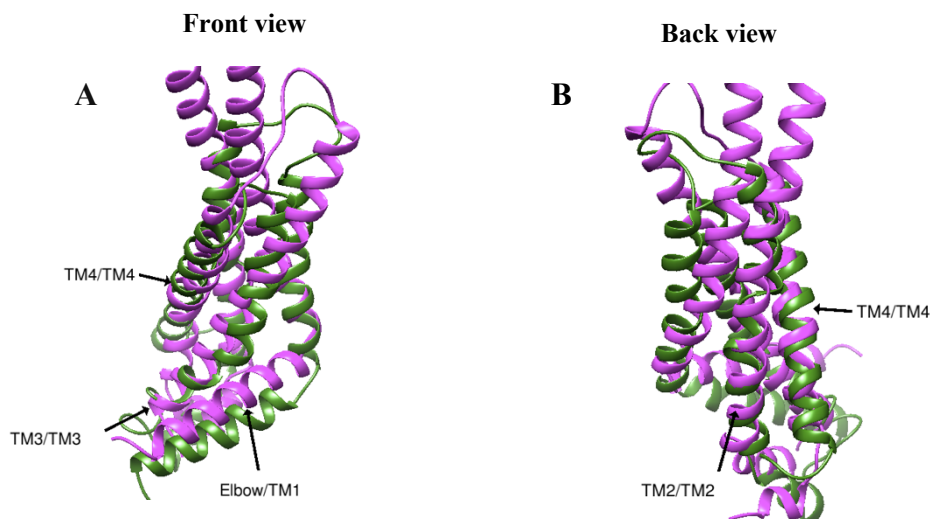 Front view
Back view
A
B
TM4/TM4
TM4/TM4
TM3/TM3
Elbow/TM1
TM2/TM2